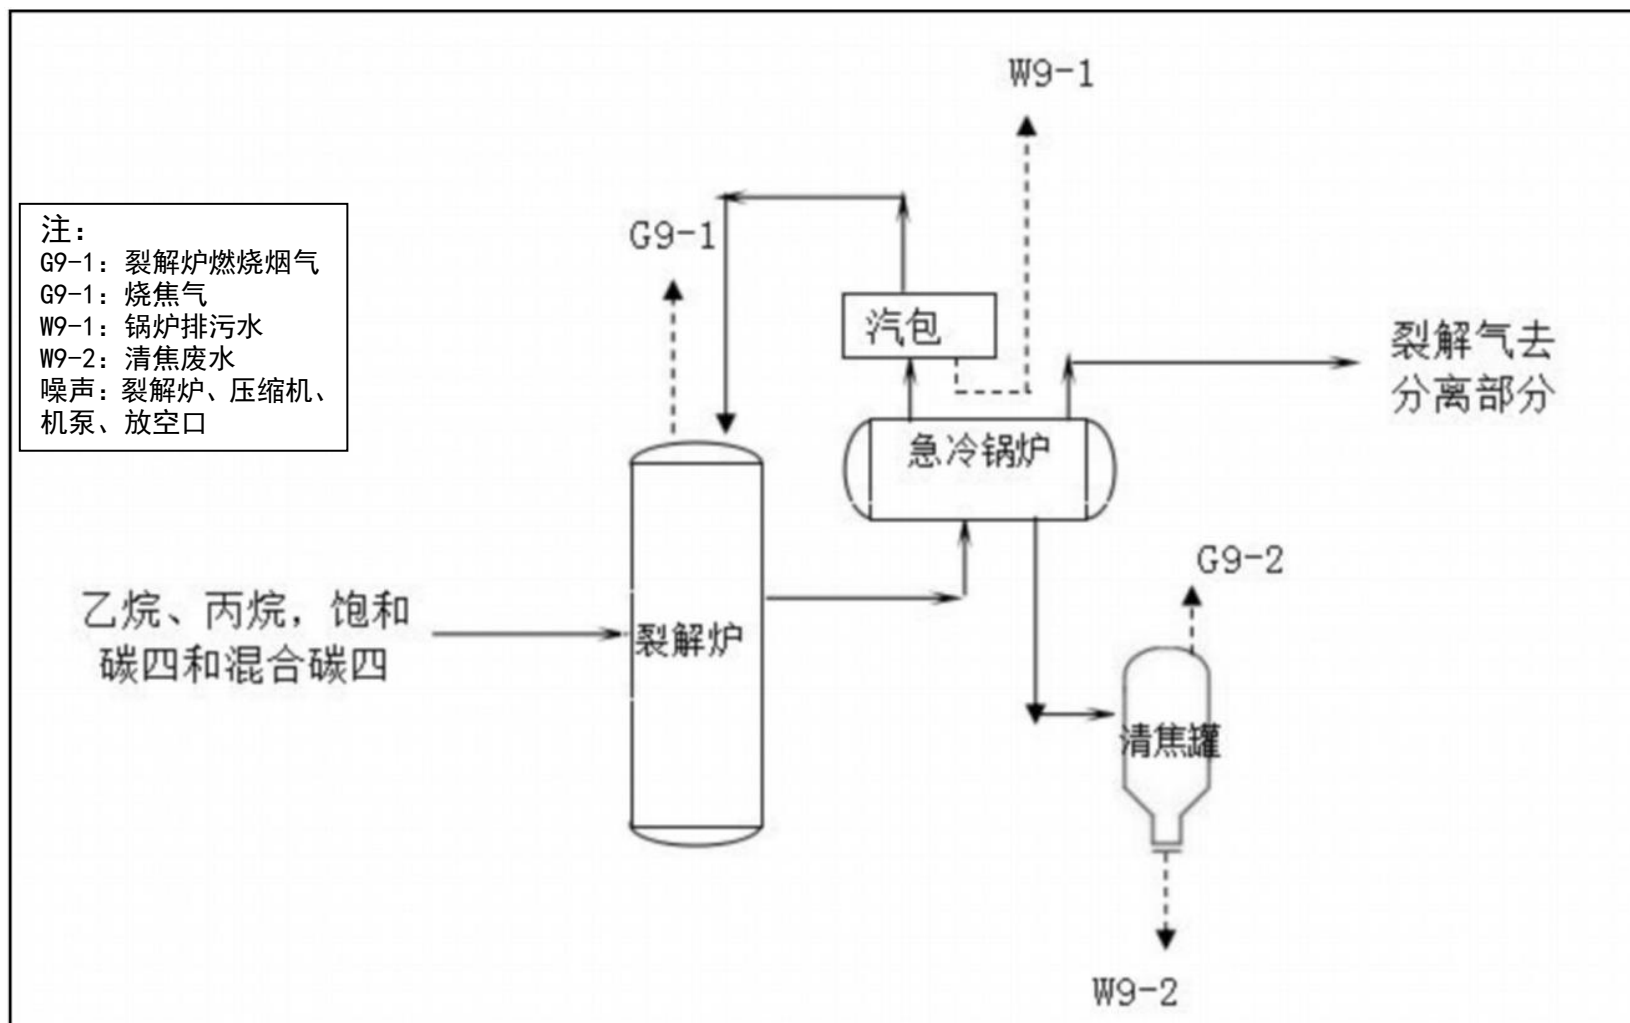 W9-1
G9-1
注：
G9-1：裂解炉燃烧烟气
G9-1：烧焦气
W9-1：锅炉排污水
W9-2：清焦废水
噪声：裂解炉、压缩机、
机泵、放空口
汽包
裂解气去
分离部分
急冷锅炉
G9-2
乙烷、丙烷，饱和
碳四和混合碳四
裂解炉
清焦罐
W9-2